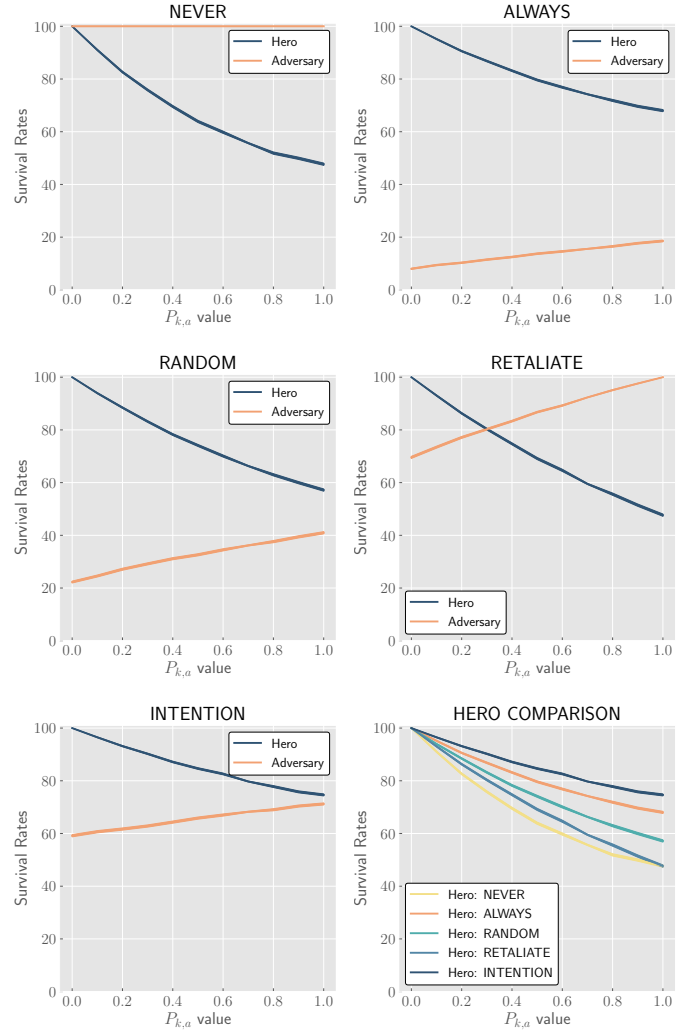 NEVER
ALWAYS
100
80
60
40
20
0
Survival Rates
Hero
Adversary
0.0 0.2 0.4 0.6 0.8 1.0
P_{k,a} value
100
80
60
40
20
0
Survival Rates
Hero
Adversary
0.0 0.2 0.4 0.6 0.8 1.0
P_{k,a} value
RANDOM
RETALIATE
100
80
60
40
20
0
Survival Rates
Hero
Adversary
0.0 0.2 0.4 0.6 0.8 1.0
P_{k,a} value
100
80
60
40
20
0
Survival Rates
Hero
Adversary
0.0 0.2 0.4 0.6 0.8 1.0
P_{k,a} value
INTENTION
HERO COMPARISON
100
80
60
40
20
0
Survival Rates
Hero
Adversary
0.0 0.2 0.4 0.6 0.8 1.0
P_{k,a} value
100
80
60
40
20
0
Survival Rates
Hero: NEVER
Hero: ALWAYS
Hero: RANDOM
Hero: RETALIATE
Hero: INTENTION
0.0 0.2 0.4 0.6 0.8 1.0
P_{k,a} value